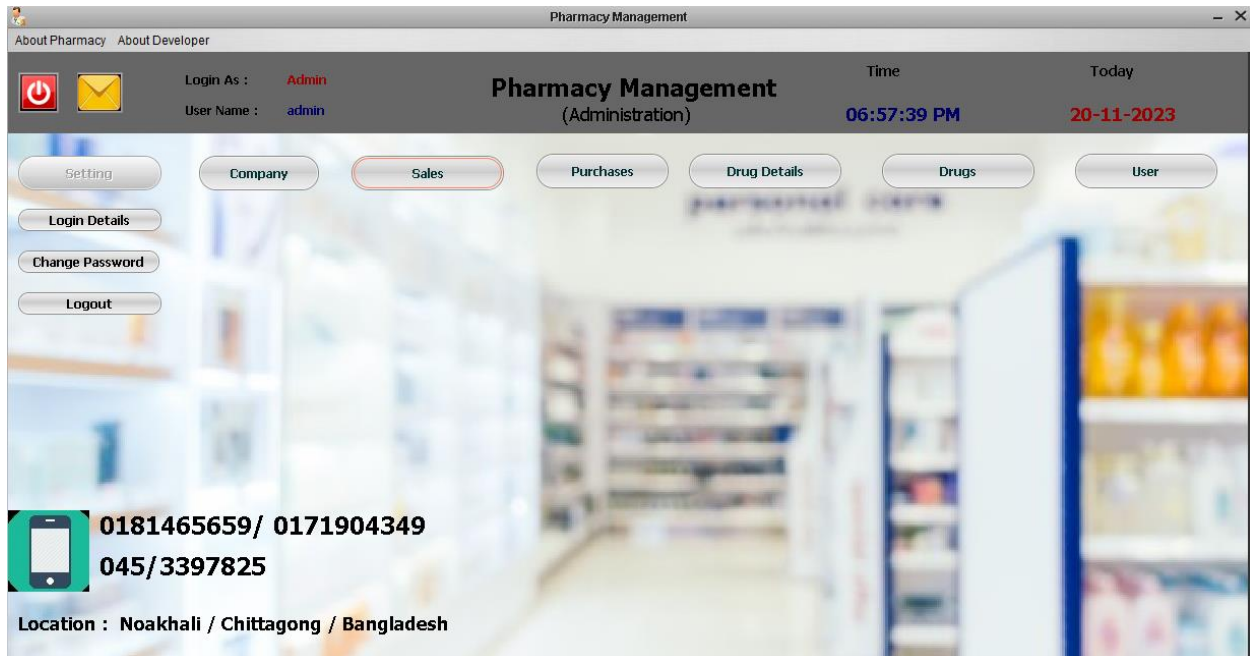 Pharmacy Management
About Pharmacy About Developer
Login As : Admin
User Name : admin
Pharmacy Management
(Administration)
Time
06:57:39 PM
Today
20-11-2023
Setting Company Sales Purchases Drug Details Drugs User
personal care
Login Details
Change Password
Logout
0181465659/ 0171904349
045/3397825
Location : Noakhali / Chittagong / Bangladesh